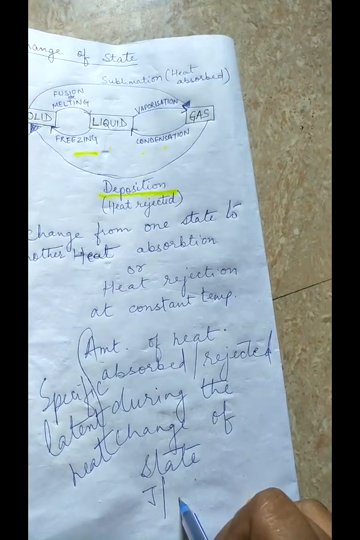 hange of State
Sublimation (Heat
absorbed)
FUSION
or
MELTING
VAPORISATION
OLID
LIQUID
GAS
FREEZING
CONDENSATION
Deposition
(Heat rejected)
Change from one state to
nother Heat absorbtion
or
Heat rejection
at constant temp.
Amt. of heat.
absorbed/rejected
Specific
during the
latent
change of
heat
State
J/